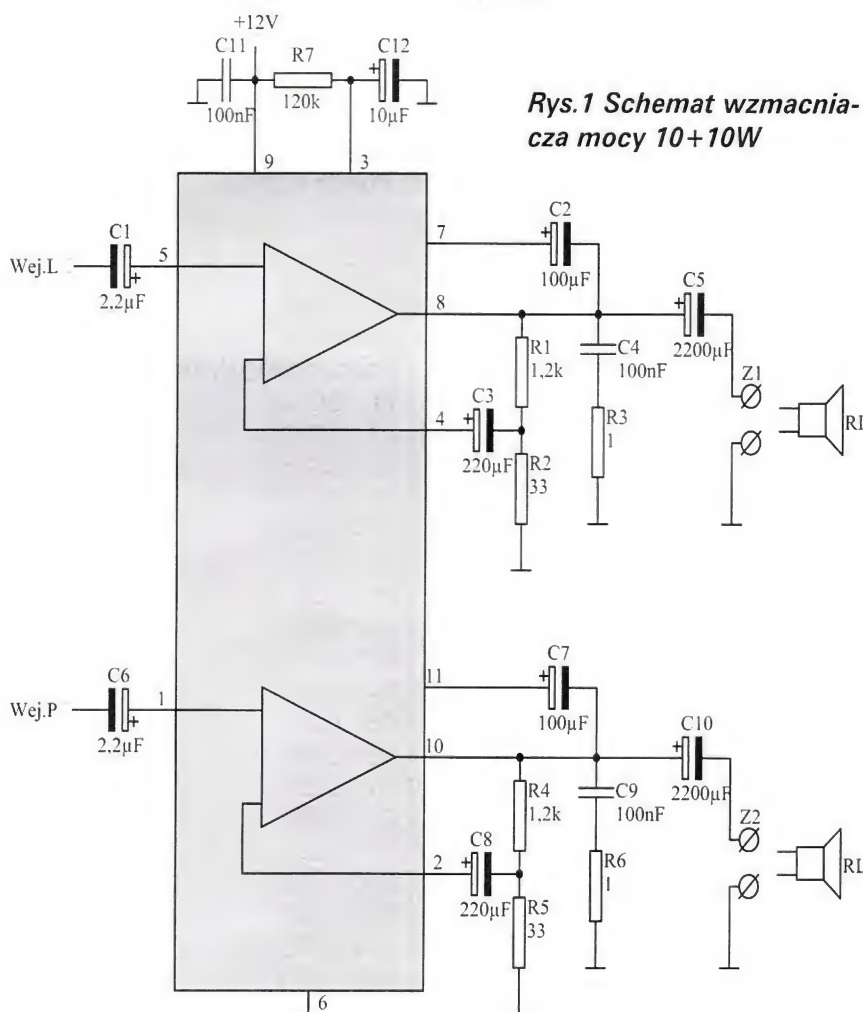 +12V
C11
R7
C12
100nF
120k
+
10µF
Rys.1 Schemat wzmacnia-
cza mocy 10+10W
9
3
C1
5
Wej.L
+
2,2µF
7
C2
+
100µF
8
C5
+
2200µF
R1
1,2k
C4
100nF
Z1
C3
4
+
220µF
R2
33
R3
1
RL
C6
1
Wej.P
+
2,2µF
11
C7
+
100µF
10
C10
+
2200µF
R4
1,2k
C9
100nF
Z2
C8
2
+
220µF
R5
33
R6
1
RL
6